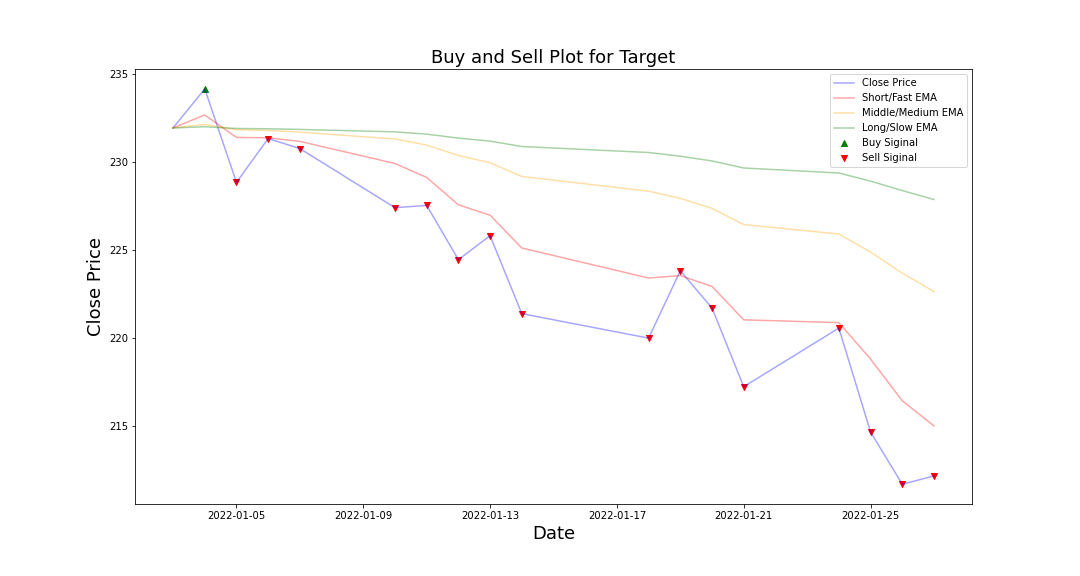 Buy and Sell Plot for Target
235
230
225
220
215
Close Price
Close Price
Short/Fast EMA
Middle/Medium EMA
Long/Slow EMA
Buy Siginal
Sell Siginal
2022-01-05
2022-01-09
2022-01-13
2022-01-17
2022-01-21
2022-01-25
Date